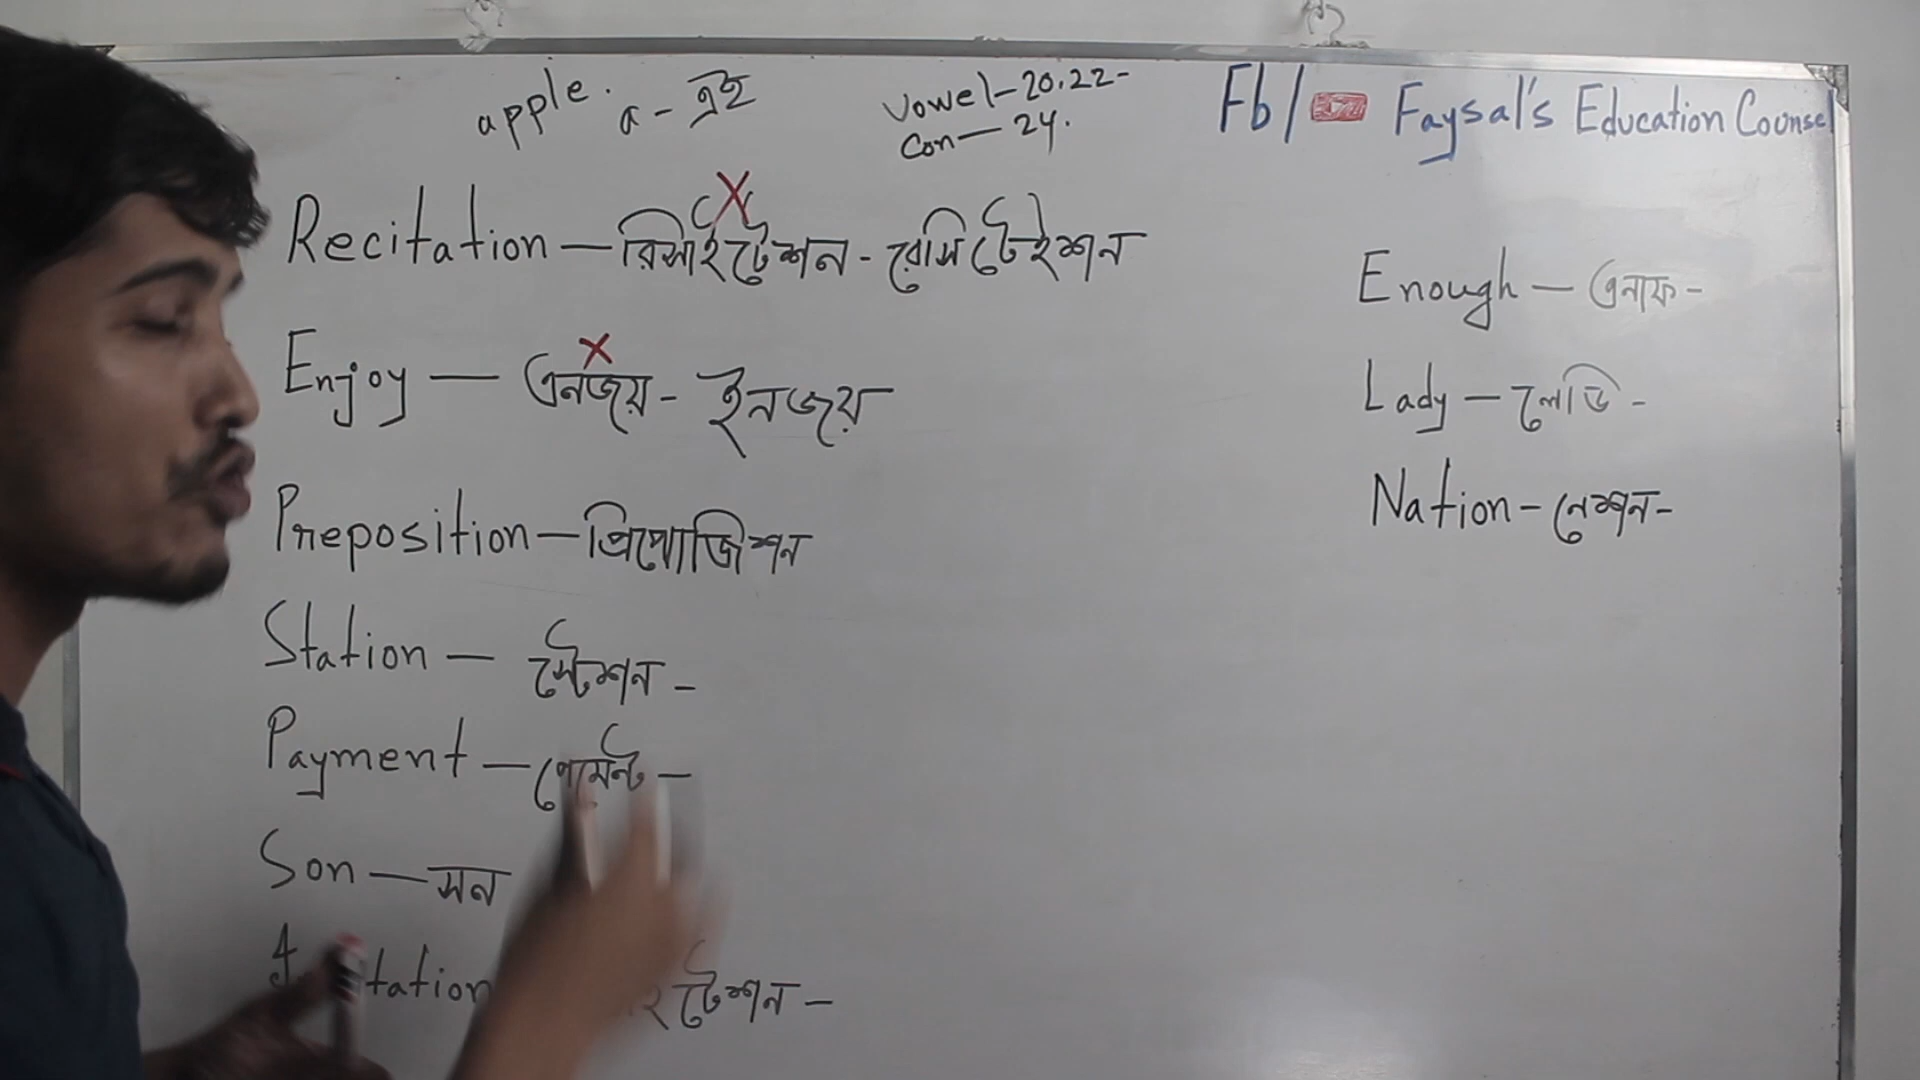 apple. a - এই
Vowel - 20.22-
Con - 24.
Fb / Faysal's Education Counsel
Recitation - রিসাইটেশন - রেসিটেইশন
Enjoy - এনজয় - ইনজয়
Preposition - প্রিপোজিশন
Station - স্টেশন -
Payment - পেমেন্ট -
Son - সন
টেশন -
Enough - এনাফ -
Lady - লেডি -
Nation - নেশন -